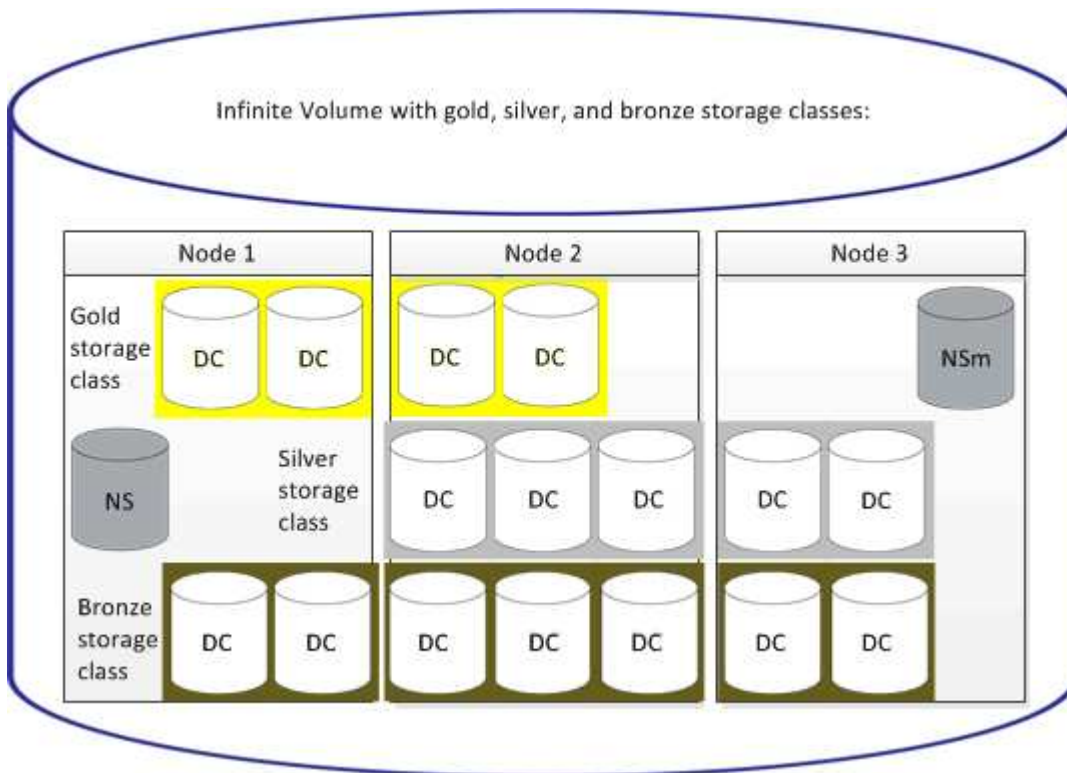 Infinite Volume with gold, silver, and bronze storage classes:
Node 1
Node 2
Node 3
Gold
storage
class
DC
DC
DC
DC
NSm
NS
Silver
storage
class
DC
DC
DC
DC
DC
Bronze
storage
class
DC
DC
DC
DC
DC
DC
DC